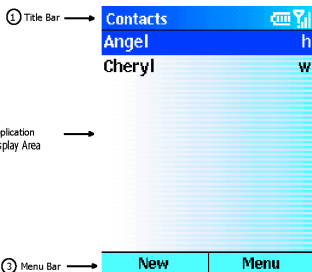 1 Title Bar
Contacts
Angel h
Cheryl w
plication
splay Area
3 Menu Bar
New Menu